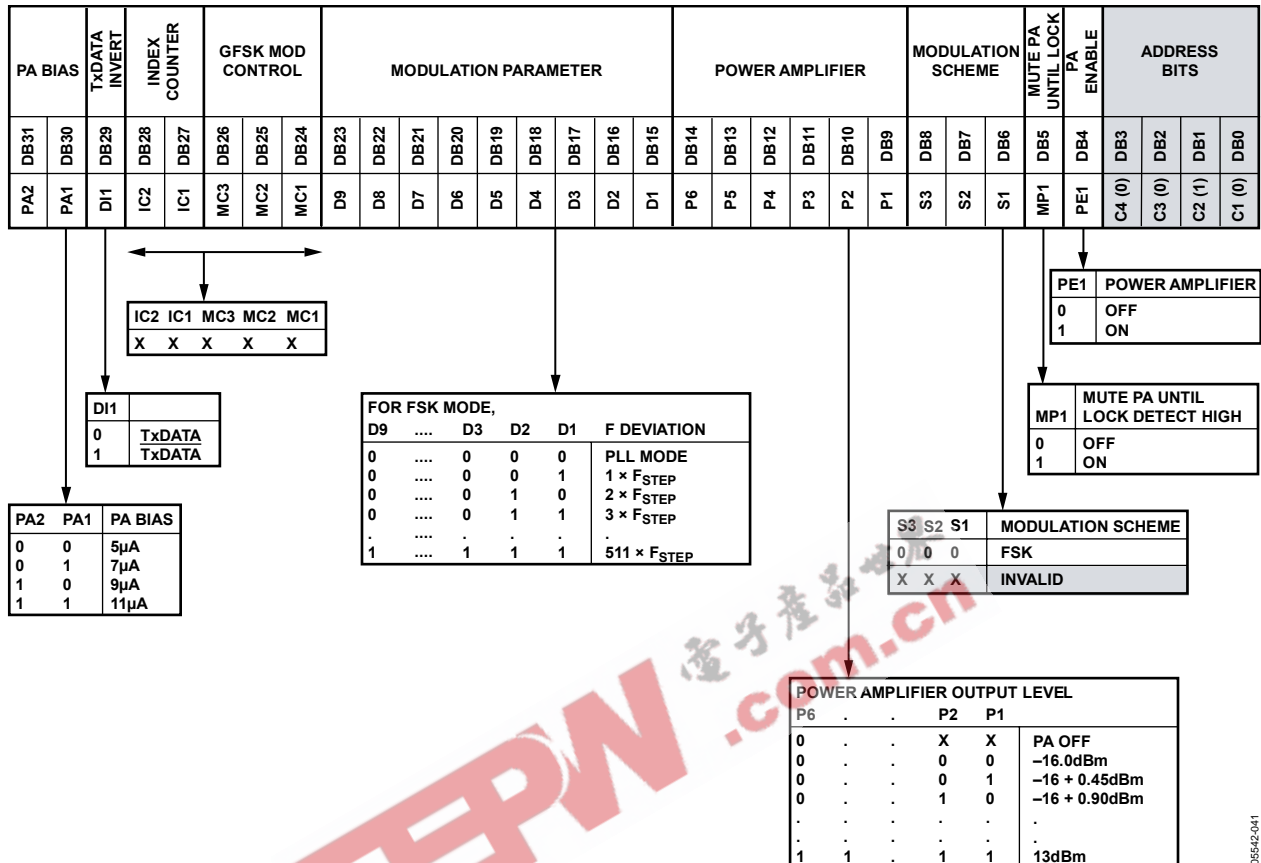 PA BIAS
TxDATA INVERT
INDEX COUNTER
GFSK MOD CONTROL
MODULATION PARAMETER
POWER AMPLIFIER
MODULATION SCHEME
MUTE PA UNTIL LOCK
PA ENABLE
ADDRESS BITS
DB31 DB30 DB29 DB28 DB27 DB26 DB25 DB24 DB23 DB22 DB21 DB20 DB19 DB18 DB17 DB16 DB15 DB14 DB13 DB12 DB11 DB10 DB9 DB8 DB7 DB6 DB5 DB4 DB3 DB2 DB1 DB0
PA2 PA1 DI1 IC2 IC1 MC3 MC2 MC1 D9 D8 D7 D6 D5 D4 D3 D2 D1 P6 P5 P4 P3 P2 P1 S3 S2 S1 MP1 PE1 C4 (0) C3 (0) C2 (1) C1 (0)
PE1 POWER AMPLIFIER
0 OFF
1 ON
IC2 IC1 MC3 MC2 MC1
X X X X X
MUTE PA UNTIL
MP1 LOCK DETECT HIGH
0 OFF
1 ON
DI1
0 TxDATA
1 TxDATA
FOR FSK MODE,
D9 .... D3 D2 D1 F DEVIATION
0 .... 0 0 0 PLL MODE
0 .... 0 0 1 1 × FSTEP
0 .... 0 1 0 2 × FSTEP
0 .... 0 1 1 3 × FSTEP
. .... . . . .
1 .... 1 1 1 511 × FSTEP
PA2 PA1 PA BIAS
0 0 5µA
0 1 7µA
1 0 9µA
1 1 11µA
S3 S2 S1 MODULATION SCHEME
0 0 0 FSK
X X X INVALID
POWER AMPLIFIER OUTPUT LEVEL
P6 . . P2 P1
0 . . X X PA OFF
0 . . 0 0 –16.0dBm
0 . . 0 1 –16 + 0.45dBm
0 . . 1 0 –16 + 0.90dBm
. . . . . .
. . . . . .
1 1 . 1 1 13dBm
05542-041
電子產品世界
.com.cn